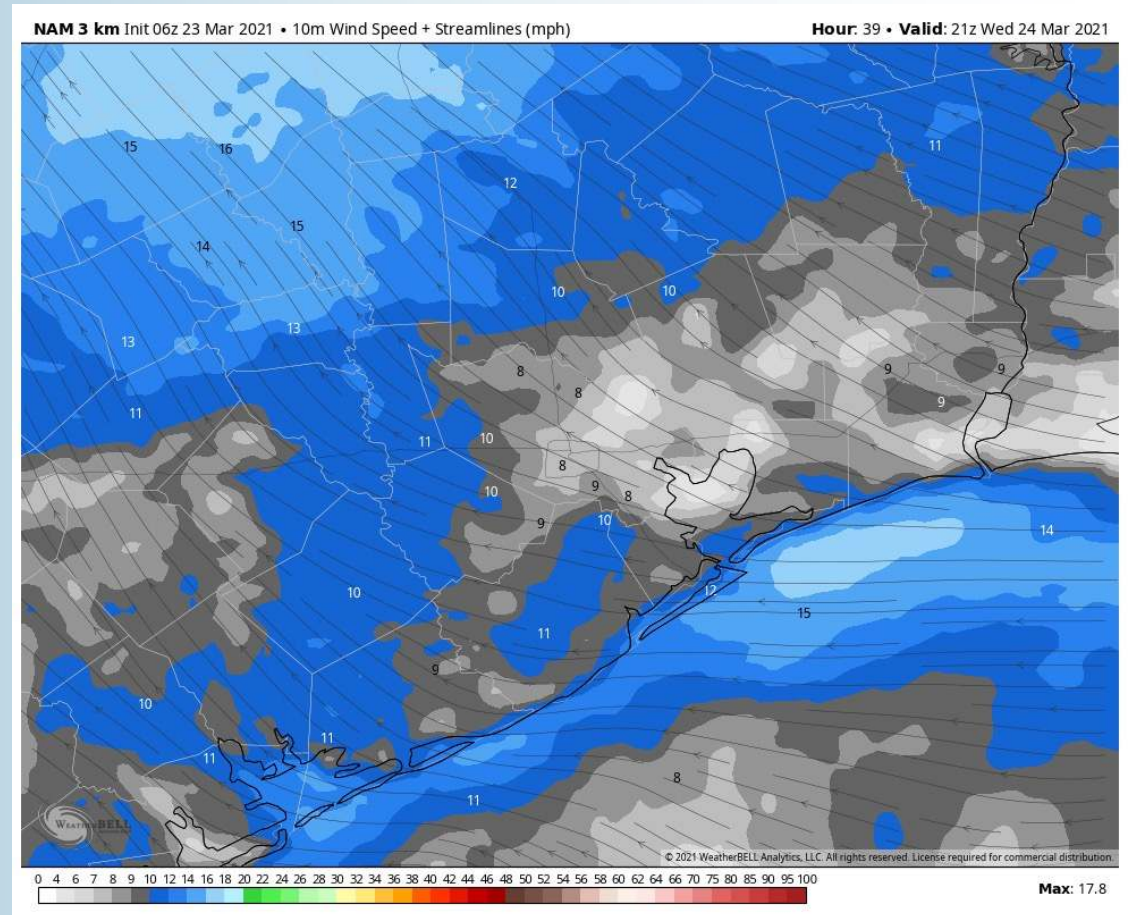 NAM 3 km Init 06z 23 Mar 2021 • 10m Wind Speed + Streamlines (mph)
Hour: 39 • Valid: 21z Wed 24 Mar 2021
15 16 11
12
15
14
10 10
13 13
8 9 9
8 9
11
11 10
8
10 9 8
9 10 14
10 12
15
11
9
10
11
11 8
11
WEATHERBELL
© 2021 WeatherBELL Analytics, LLC. All rights reserved. License required for commercial distribution.
0 4 6 7 8 9 10 12 14 16 18 20 22 24 26 28 30 32 34 36 38 40 42 44 46 48 50 52 54 56 58 60 62 64 66 70 75 80 85 90 95 100
Max: 17.8